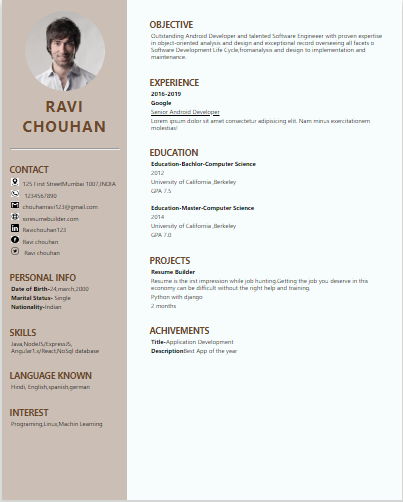 RAVI
CHOUHAN
CONTACT
125 First StreetMumbai 1007,INDIA
1234567890
chouhanravi123@gmail.com
soresumebuilder.com
Ravichouhan123
Ravi chouhan
Ravi chouhan
PERSONAL INFO
Date of Birth-24,march,2000
Marital Status- Single
Nationality-Indian
SKILLS
Java,NodeJS/ExpressJS,
Angular1.x/React,NoSql database
LANGUAGE KNOWN
Hindi, English,spanish,german
INTEREST
Programing,Linux,Machin Learning
OBJECTIVE
Outstanding Android Developer and talented Software Engineeer with proven expertise
in object-oriented analysis and design and exceptional record overseeing all facets o
Software Development Life Cycle,fromanalysis and design to implementation and
maintenance.
EXPERIENCE
2016-2019
Google
Senior Android Developer
Lorem ipsum dolor sit amet consectetur adipisicing elit. Nam minus exercitationem
molestias!
EDUCATION
Education-Bachlor-Computer Science
2012
University of California ,Berkeley
GPA 7.5
Education-Master-Computer Science
2014
University of California ,Berkeley
GPA 7.0
PROJECTS
Resume Builder
Resume is the irst impression while job hunting.Getting the job you deserve in this
economy can be difficult without the right help and training.
Python with django
2 months
ACHIVEMENTS
Title-Application Development
DescriptionBest App of the year